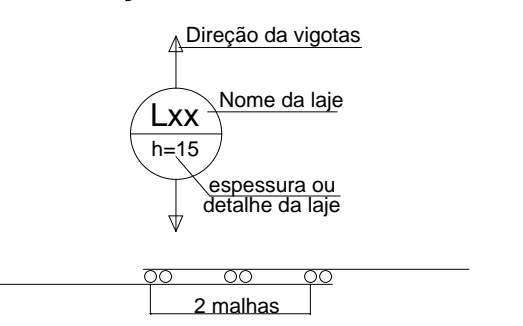 Direção da vigotas
Nome da laje
Lxx
h=15
espessura ou
detalhe da laje
2 malhas